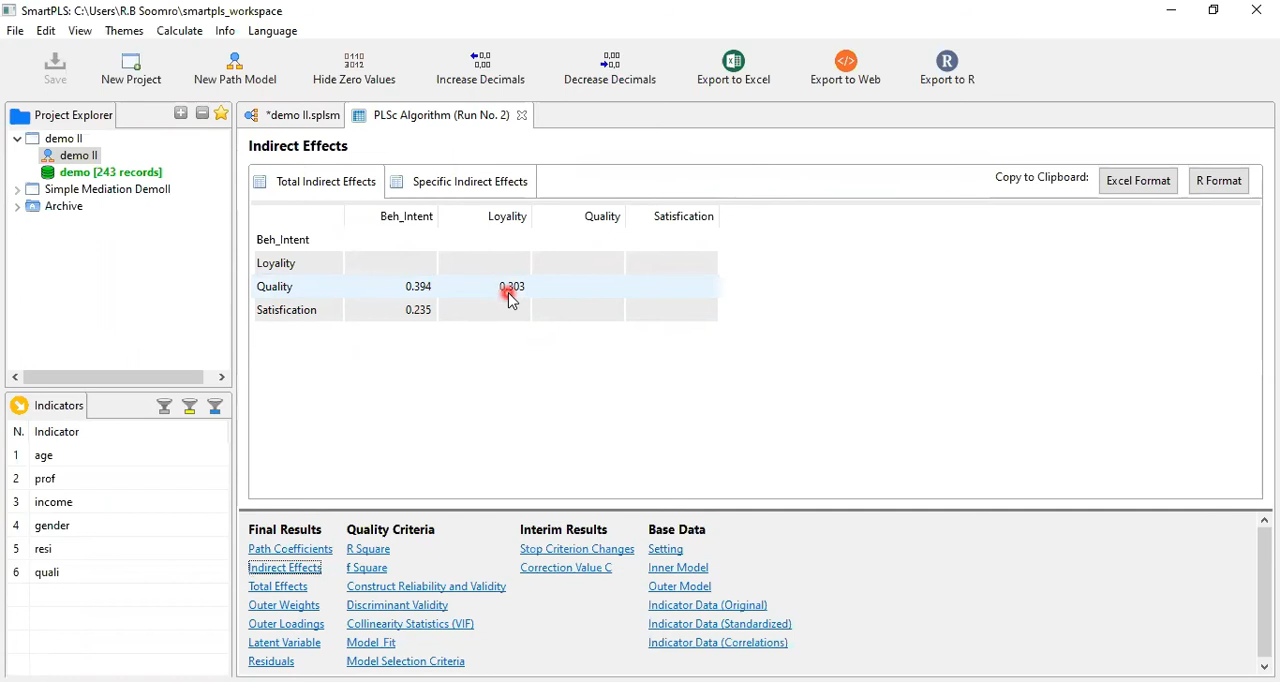 SmartPLS: C:\Users\R.B Soomro\smartpls_workspace
File Edit View Themes Calculate Info Language
Save New Project New Path Model Hide Zero Values Increase Decimals Decrease Decimals Export to Excel Export to Web Export to R
Project Explorer
demo II
demo II
demo [243 records]
Simple Mediation DemoII
Archive
Indicators
N. Indicator
1 age
2 prof
3 income
4 gender
5 resi
6 quali
*demo II.splsm PLSc Algorithm (Run No. 2)
Indirect Effects
Total Indirect Effects Specific Indirect Effects Copy to Clipboard: Excel Format R Format
Beh_Intent Loyality Quality Satisfaction
Beh_Intent
Loyality
Quality 0.394 0.303
Satisfaction 0.235
Final Results Quality Criteria Interim Results Base Data
Path Coefficients R Square Stop Criterion Changes Setting
Indirect Effects f Square Correction Value C Inner Model
Total Effects Construct Reliability and Validity Outer Model
Outer Weights Discriminant Validity Indicator Data (Original)
Outer Loadings Collinearity Statistics (VIF) Indicator Data (Standardized)
Latent Variable Model_Fit Indicator Data (Correlations)
Residuals Model Selection Criteria